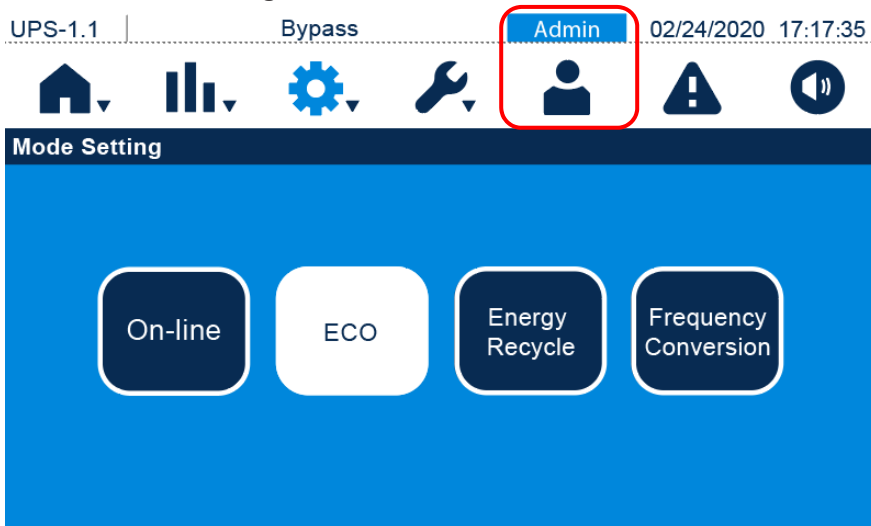 UPS-1.1 Bypass Admin 02/24/2020 17:17:35
Mode Setting
On-line
ECO
Energy
Recycle
Frequency
Conversion